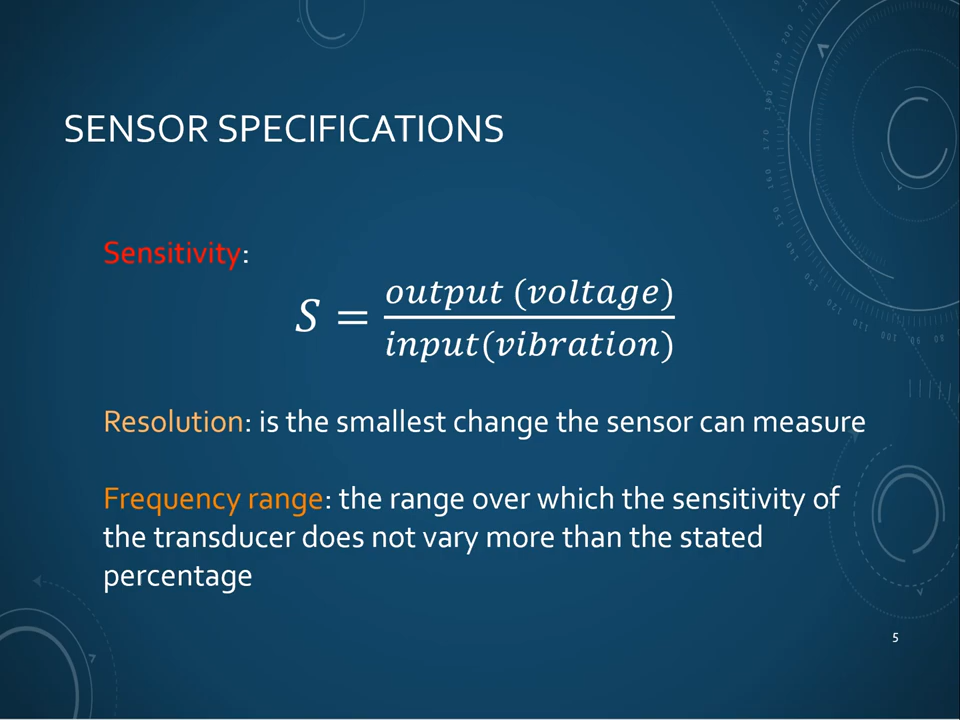 SENSOR SPECIFICATIONS
Sensitivity:
S = output (voltage) / input(vibration)
Resolution: is the smallest change the sensor can measure
Frequency range: the range over which the sensitivity of
the transducer does not vary more than the stated
percentage
5